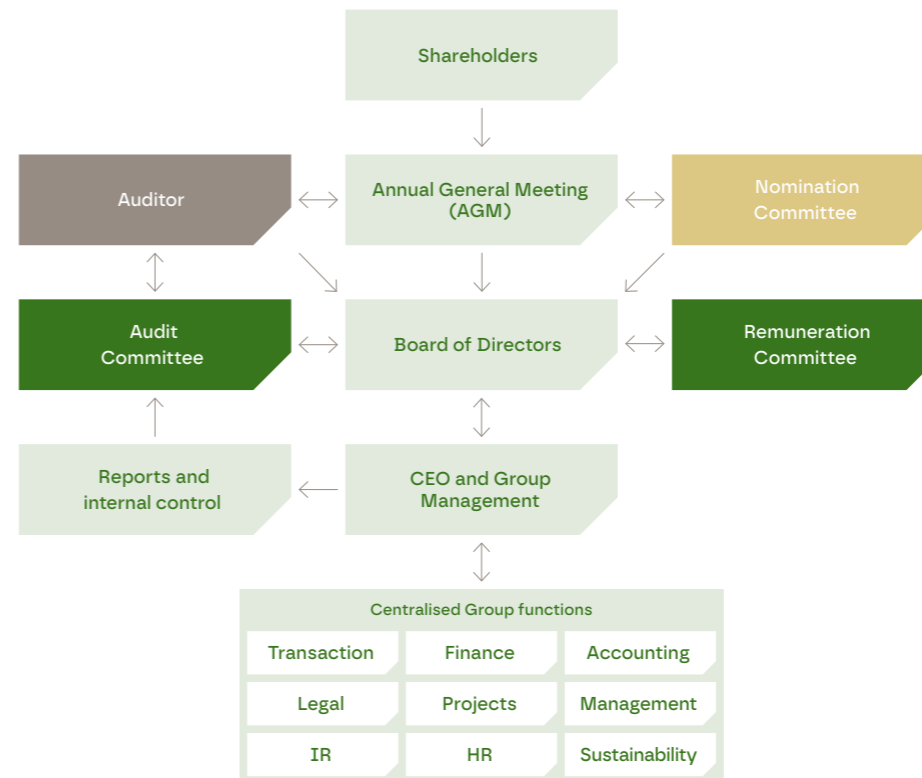 Shareholders
Auditor
Annual General Meeting
(AGM)
Nomination
Committee
Audit
Committee
Board of Directors
Remuneration
Committee
Reports and
internal control
CEO and Group
Management
Centralised Group functions
Transaction
Finance
Accounting
Legal
Projects
Management
IR
HR
Sustainability